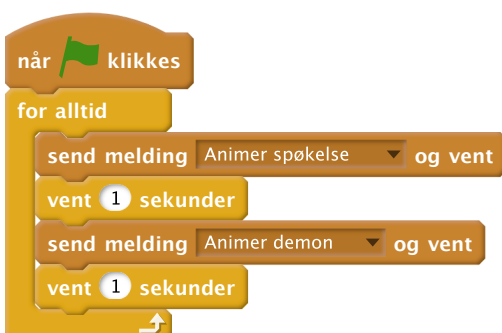 når klikkes
for alltid
send melding Animer spøkelse og vent
vent 1 sekunder
send melding Animer demon og vent
vent 1 sekunder